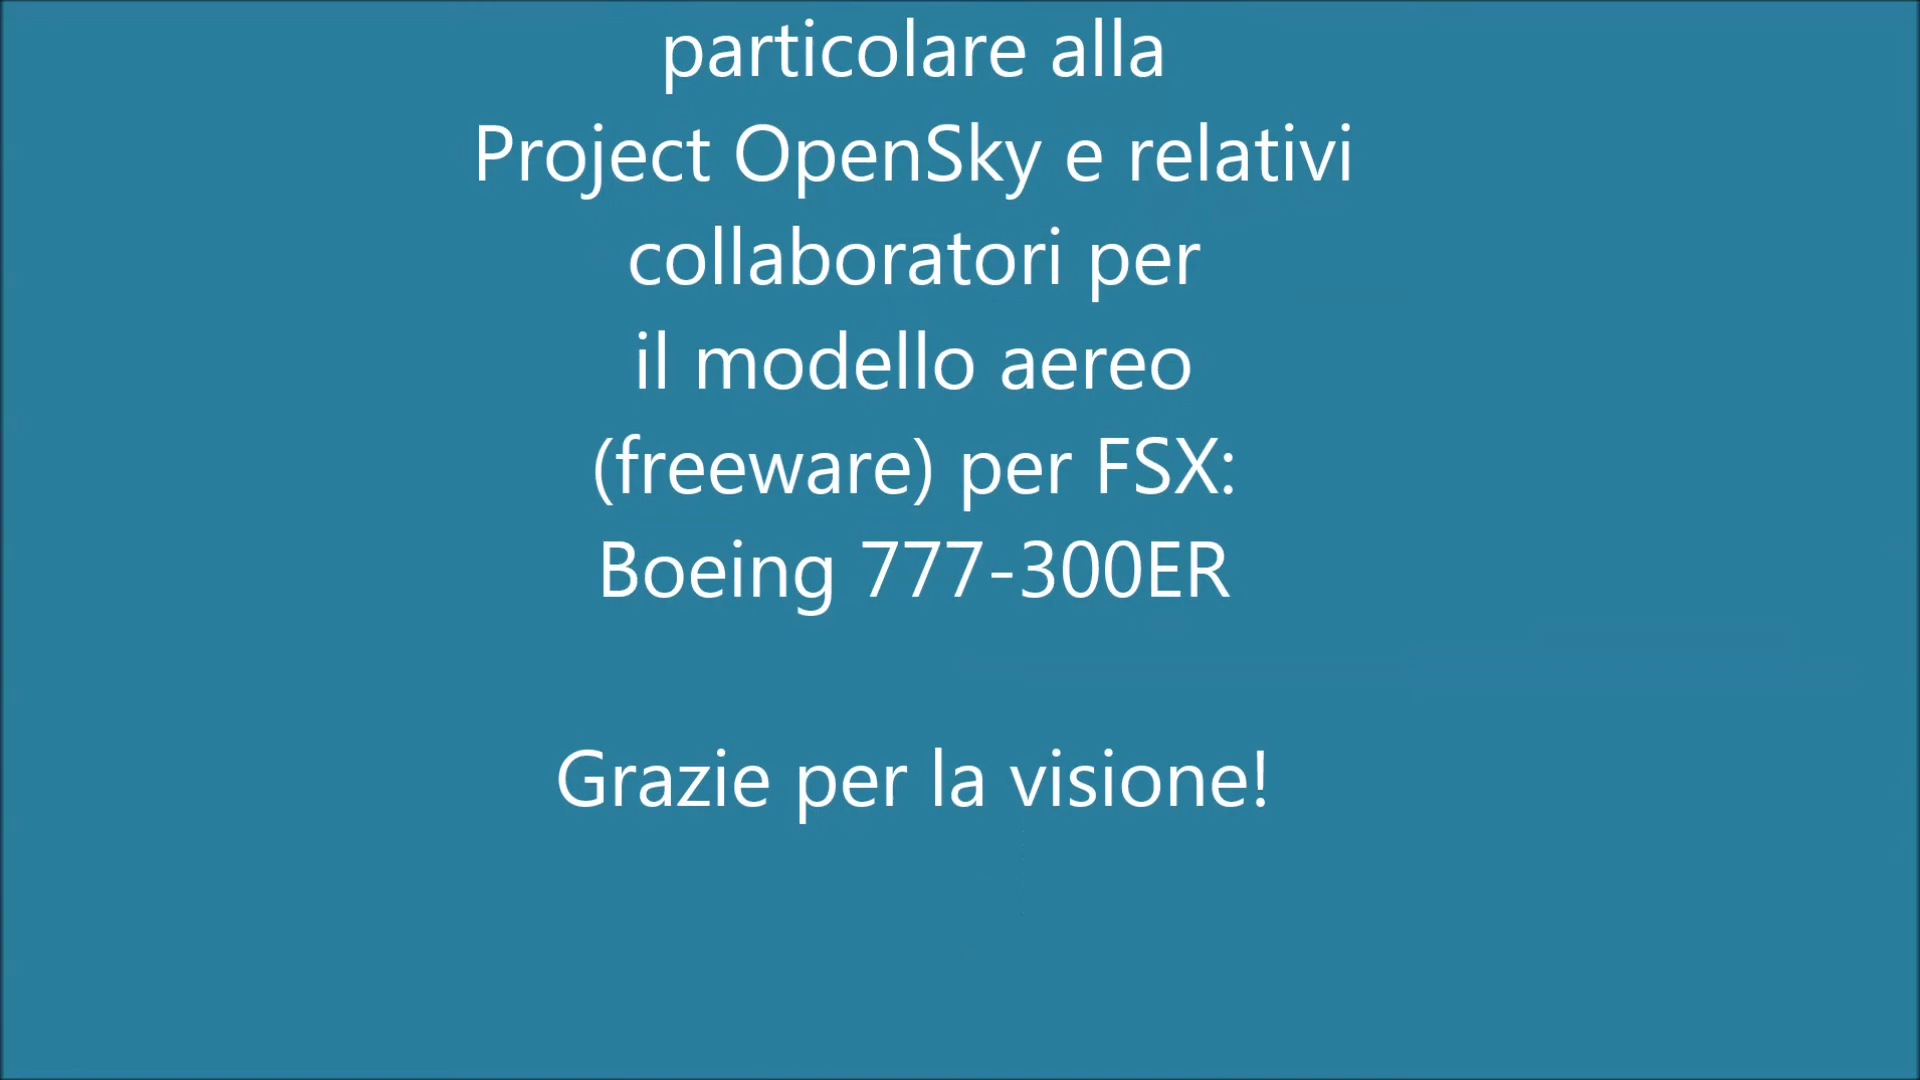 particolare alla
Project OpenSky e relativi
collaboratori per
il modello aereo
(freeware) per FSX:
Boeing 777-300ER
Grazie per la visione!